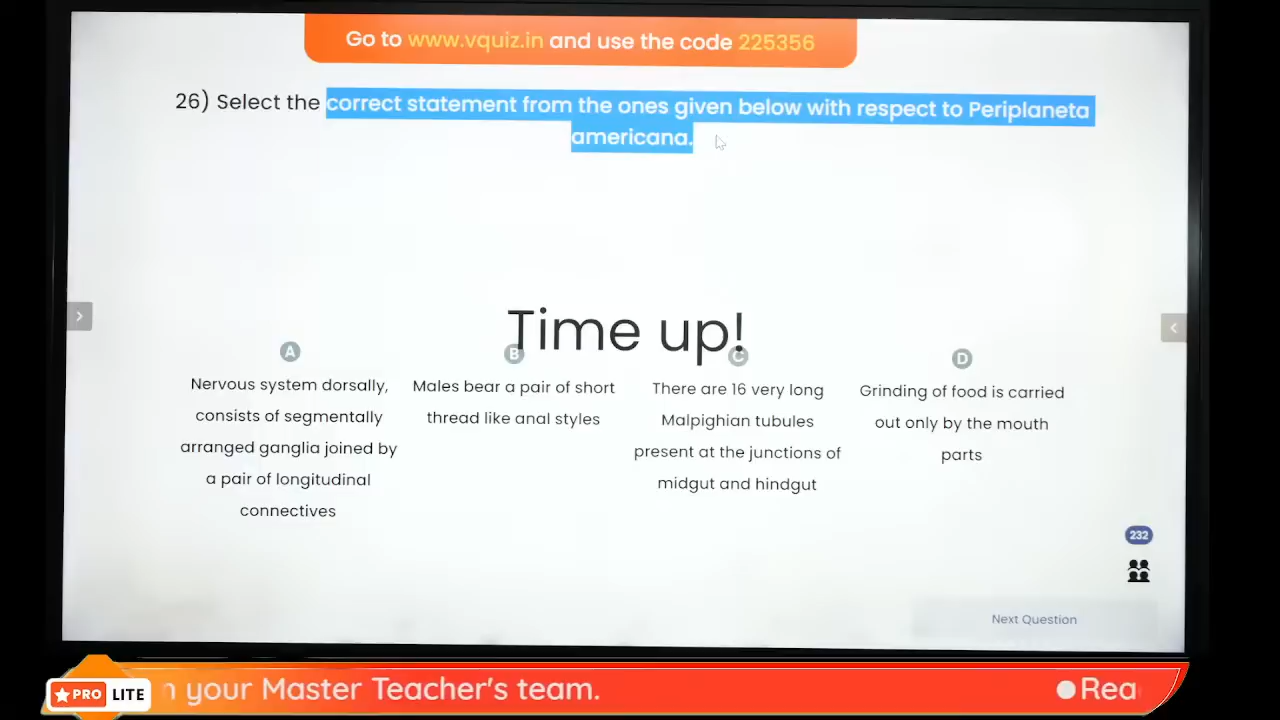 Go to www.vquiz.in and use the code 225356
26) Select the correct statement from the ones given below with respect to Periplaneta
americana.
Time up!
A
Nervous system dorsally,
consists of segmentally
arranged ganglia joined by
a pair of longitudinal
connectives
B
Males bear a pair of short
thread like anal styles
C
There are 16 very long
Malpighian tubules
present at the junctions of
midgut and hindgut
D
Grinding of food is carried
out only by the mouth
parts
232
Next Question
PRO LITE
your Master Teacher's team.
Rea